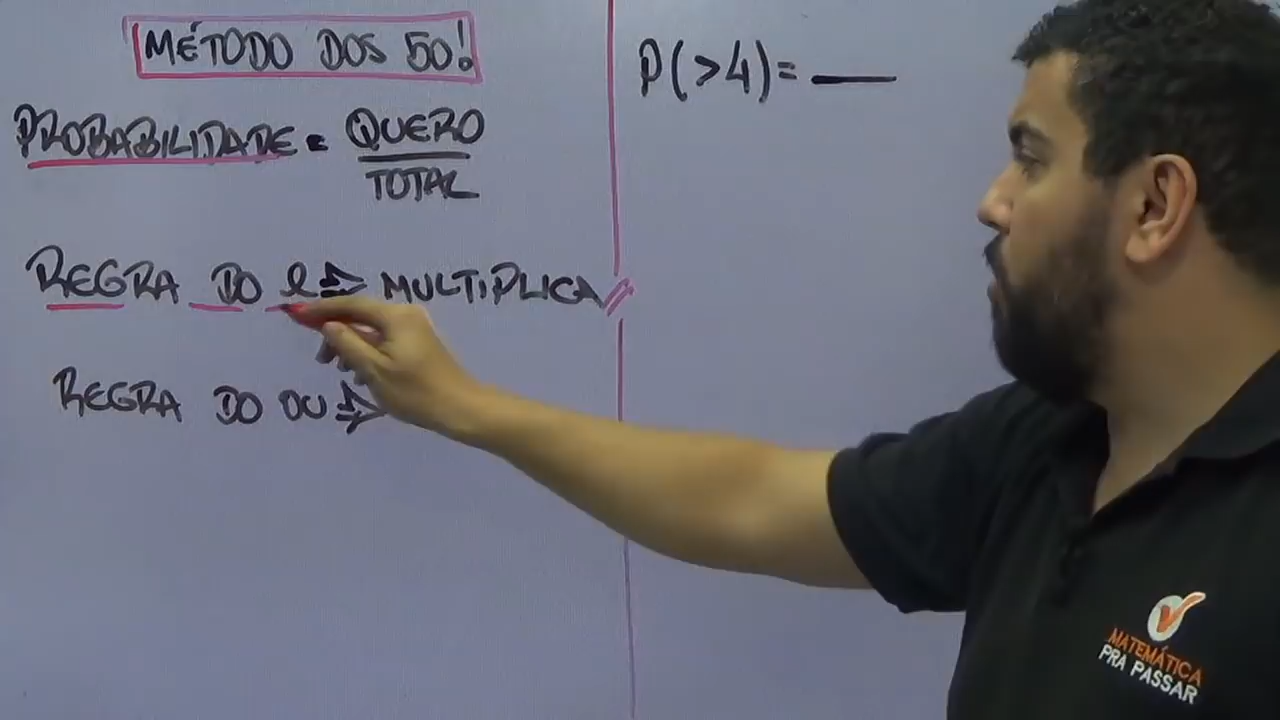 MÉTODO DOS 50!
PROBABILIDADE = QUERO
TOTAL
REGRA DO e ⇒ MULTIPLICA
REGRA DO OU ⇒
P(>4)=
MATEMÁTICA
PRA PASSAR